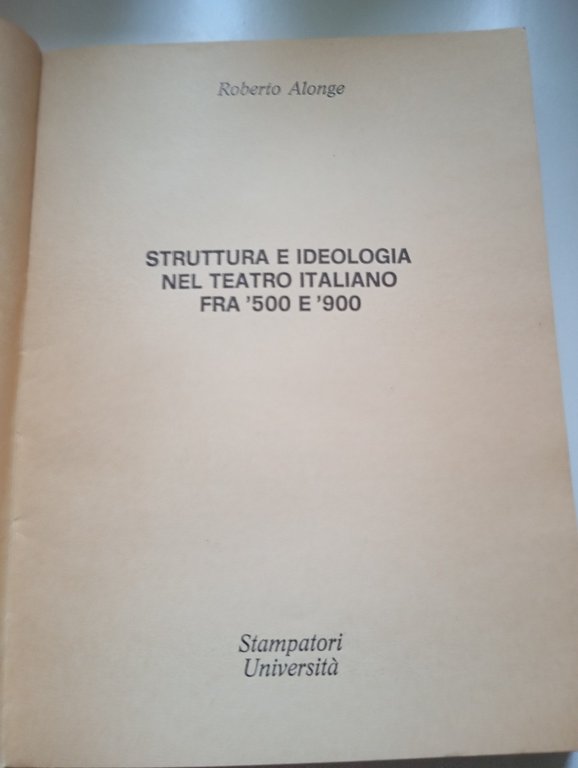 Roberto Alonge
STRUTTURA E IDEOLOGIA
NEL TEATRO ITALIANO
FRA '500 E '900
Stampatori
Università